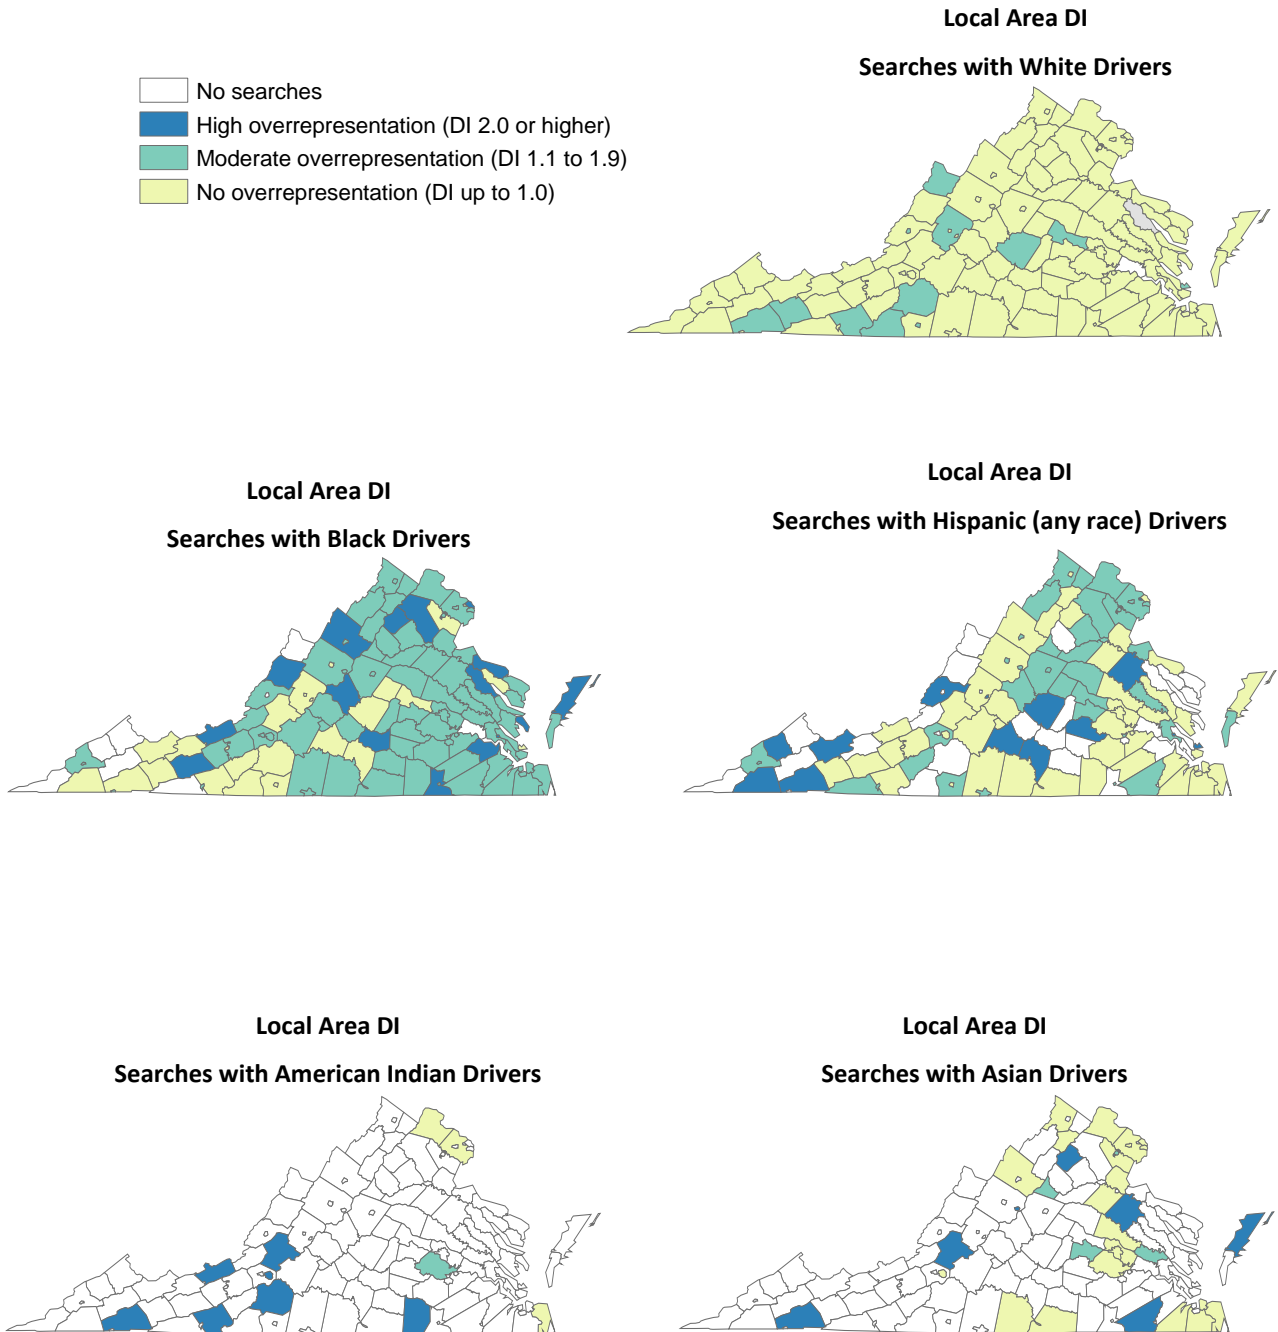 Local Area DI
Searches with White Drivers
No searches
High overrepresentation (DI 2.0 or higher)
Moderate overrepresentation (DI 1.1 to 1.9)
No overrepresentation (DI up to 1.0)
Local Area DI
Searches with Black Drivers
Local Area DI
Searches with Hispanic (any race) Drivers
Local Area DI
Searches with American Indian Drivers
Local Area DI
Searches with Asian Drivers